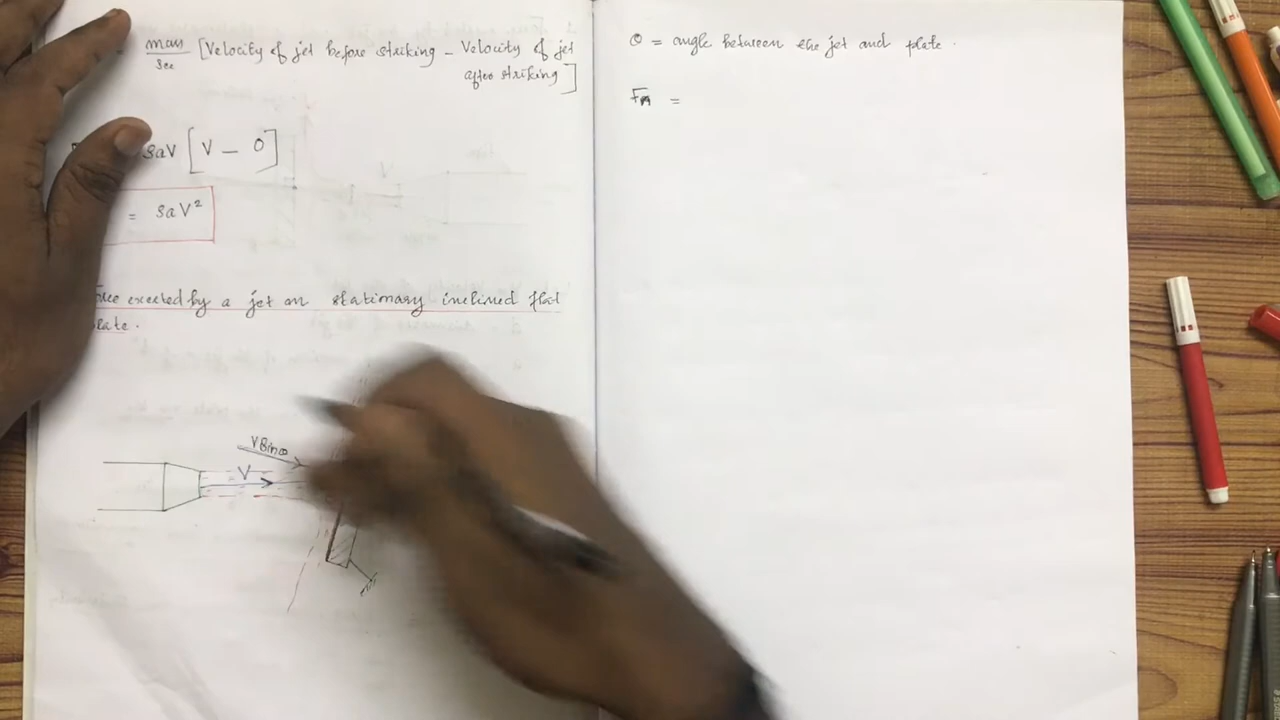 = mass/sec [Velocity of jet before striking - Velocity of jet
after striking]
saV [V - 0]
= saV²
Force exerted by a jet on stationary inclined flat
plate.
V Sinθ
V
θ = angle between the jet and plate.
Fn =